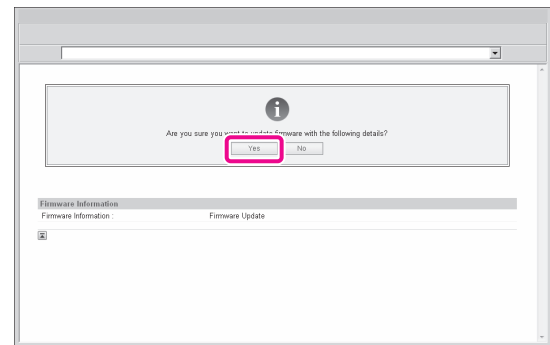 Are you sure you want to update firmware with the following details?
Yes No
Firmware Information
Firmware Information : Firmware Update